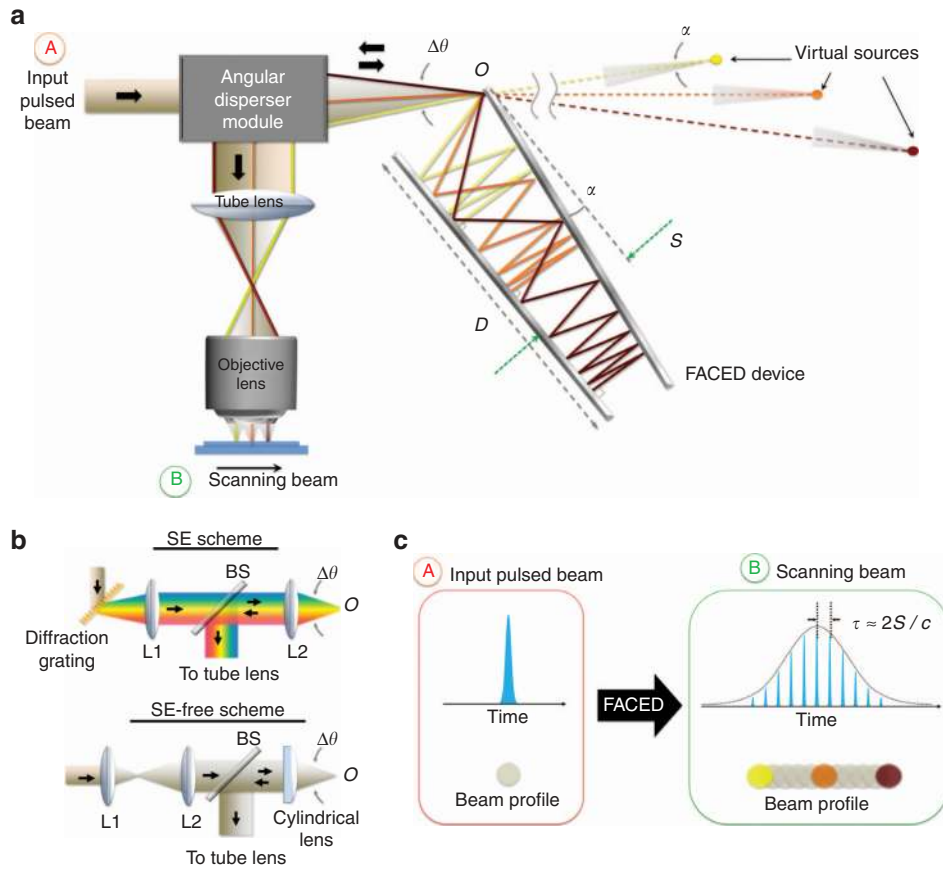 a
A
Input
pulsed
beam
Angular
disperser
module
Δθ
O
α
Virtual sources
Tube lens
α
S
D
Objective
lens
FACED device
B
Scanning beam
b
SE scheme
BS
Δθ
O
Diffraction
grating
L1
L2
To tube lens
SE-free scheme
BS
Δθ
O
L1
L2
Cylindrical
lens
To tube lens
c
A Input pulsed beam
Time
Beam profile
FACED
B Scanning beam
τ ≈ 2S / c
Time
Beam profile